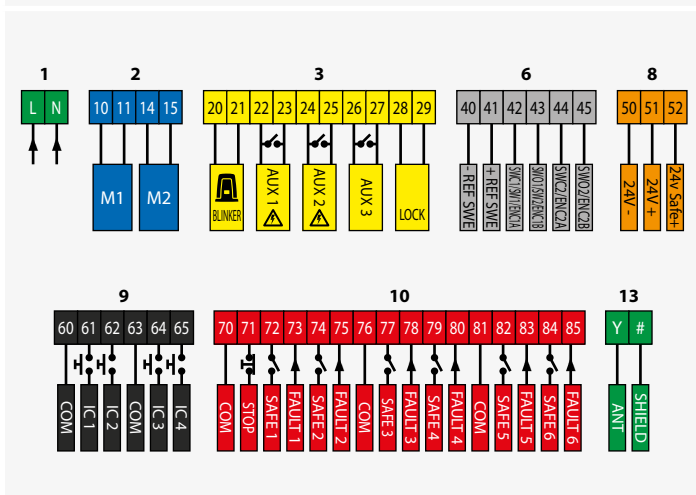 1 2 3 6 8
L N 10 11 14 15 20 21 22 23 24 25 26 27 28 29 40 41 42 43 44 45 50 51 52
M1 M2 BLINKER AUX 1 AUX 2 AUX 3 LOCK - REF SWE + REF SWE SWC1/SW1/ENC1A SWO1/SW2/ENC1B SWC2/ENC2A SWO2/ENC2B 24V - 24V + 24v Safe+
9 10 13
60 61 62 63 64 65 70 71 72 73 74 75 76 77 78 79 80 81 82 83 84 85 Y #
COM IC 1 IC 2 COM IC 3 IC 4 COM STOP SAFE 1 FAULT 1 SAFE 2 FAULT 2 COM SAFE 3 FAULT 3 SAFE 4 FAULT 4 COM SAFE 5 FAULT 5 SAFE 6 FAULT 6 ANT SHIELD